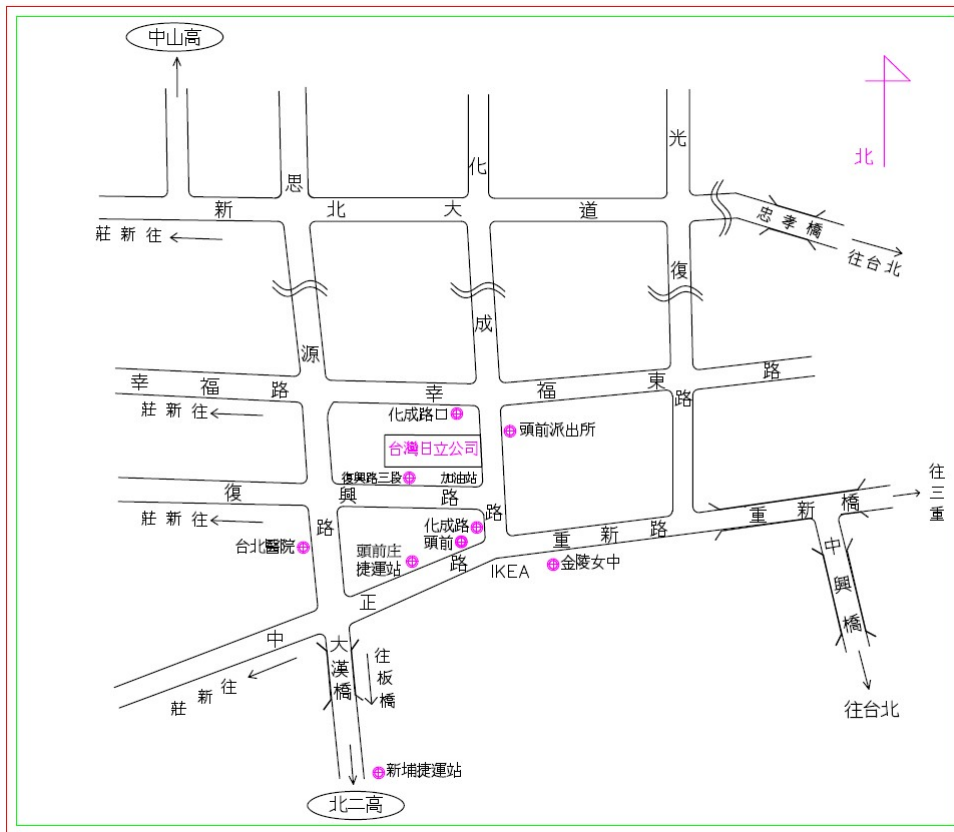 中山高
北
思源路
化成路
光復路
新北大道
莊新往
忠孝橋
往台北
幸福路
幸福東路
莊新往
化成路口
頭前派出所
台灣日立公司
復興路三段
加油站
復興路
莊新往
台北醫院
化成路
頭前
頭前庄
捷運站
重新路
重新橋
往三重
IKEA
金陵女中
中興橋
往台北
中正路
莊新往
大漢橋
往板橋
新埔捷運站
北二高